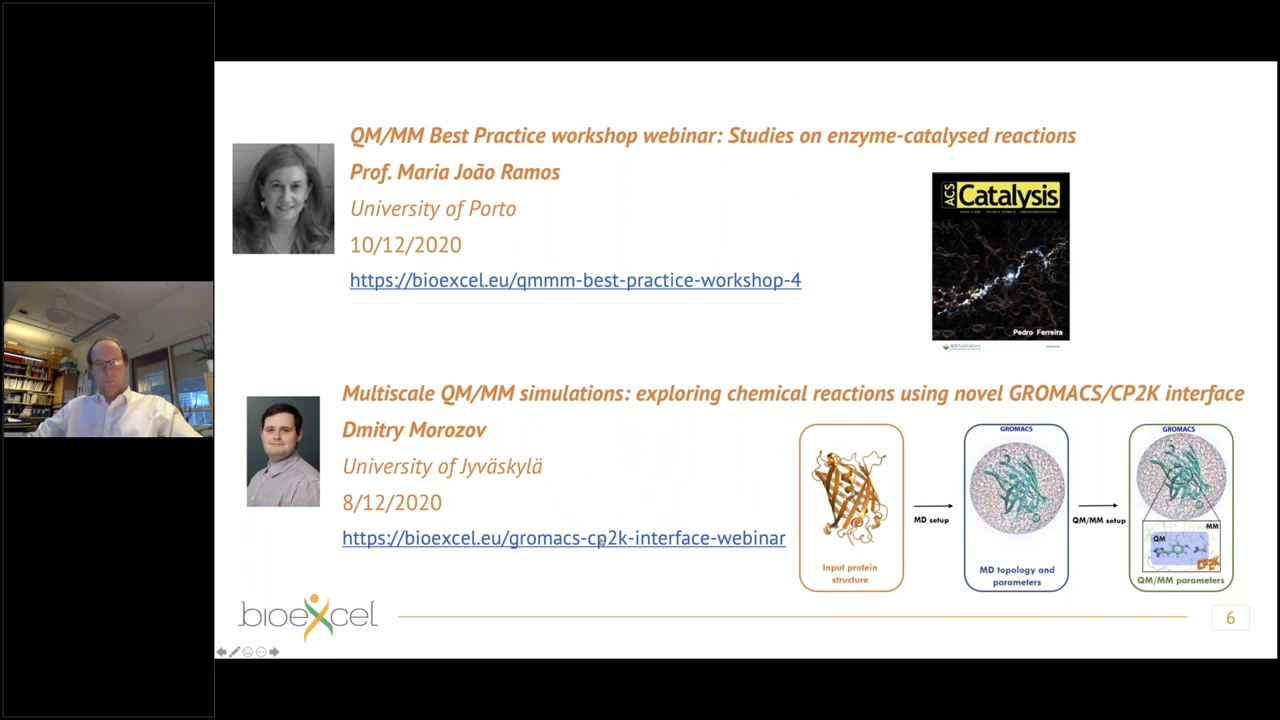 QM/MM Best Practice workshop webinar: Studies on enzyme-catalysed reactions
Prof. Maria João Ramos
University of Porto
10/12/2020
https://bioexcel.eu/qmmm-best-practice-workshop-4
ACS
Catalysis
Pedro Ferreira
ACS Publications
Multiscale QM/MM simulations: exploring chemical reactions using novel GROMACS/CP2K interface
Dmitry Morozov
University of Jyväskylä
8/12/2020
https://bioexcel.eu/gromacs-cp2k-interface-webinar
Input protein
structure
MD setup
GROMACS
MD topology and
parameters
QM/MM setup
GROMACS
MM
QM
CP2K
QM/MM parameters
bioexcel
6